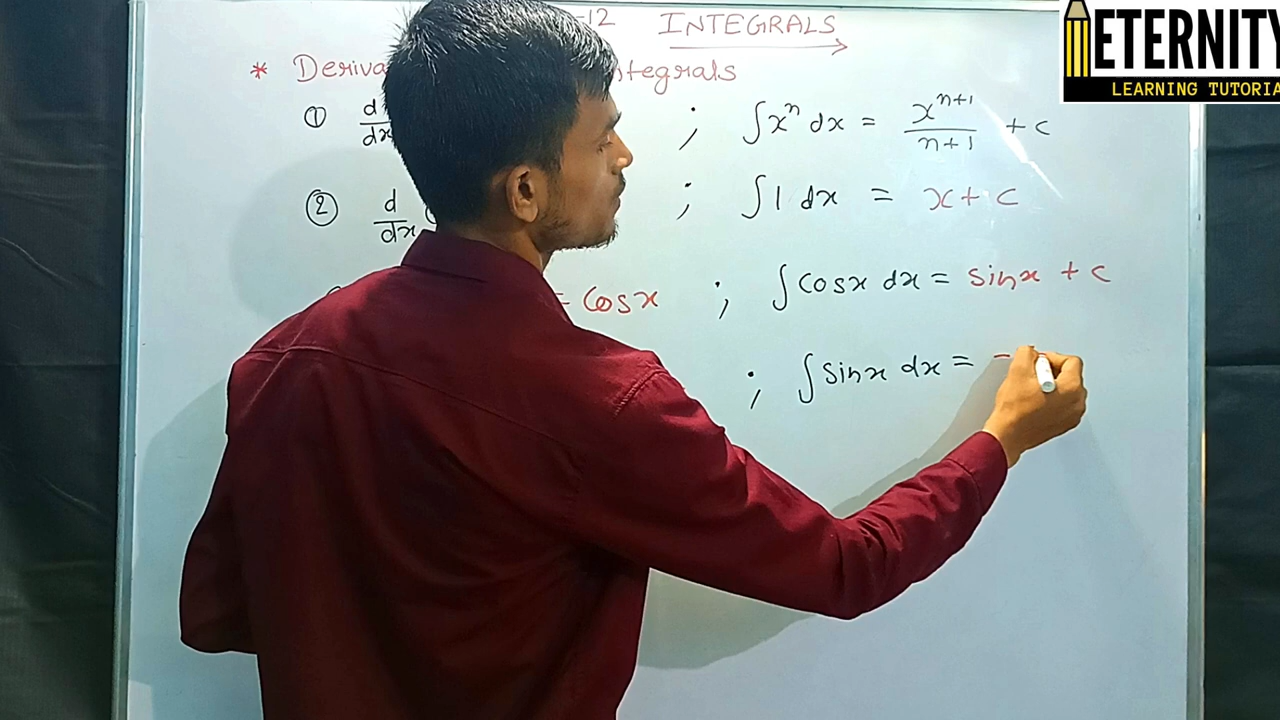 -12 INTEGRALS
ETERNITY
LEARNING TUTORIA
* Deriva ntegrals
① d/dx ; ∫xⁿ dx = xⁿ⁺¹/n+1 + c
② d/dx ; ∫1 dx = x + c
= Cosx ; ∫Cosx dx = sinx + c
; ∫sinx dx = -